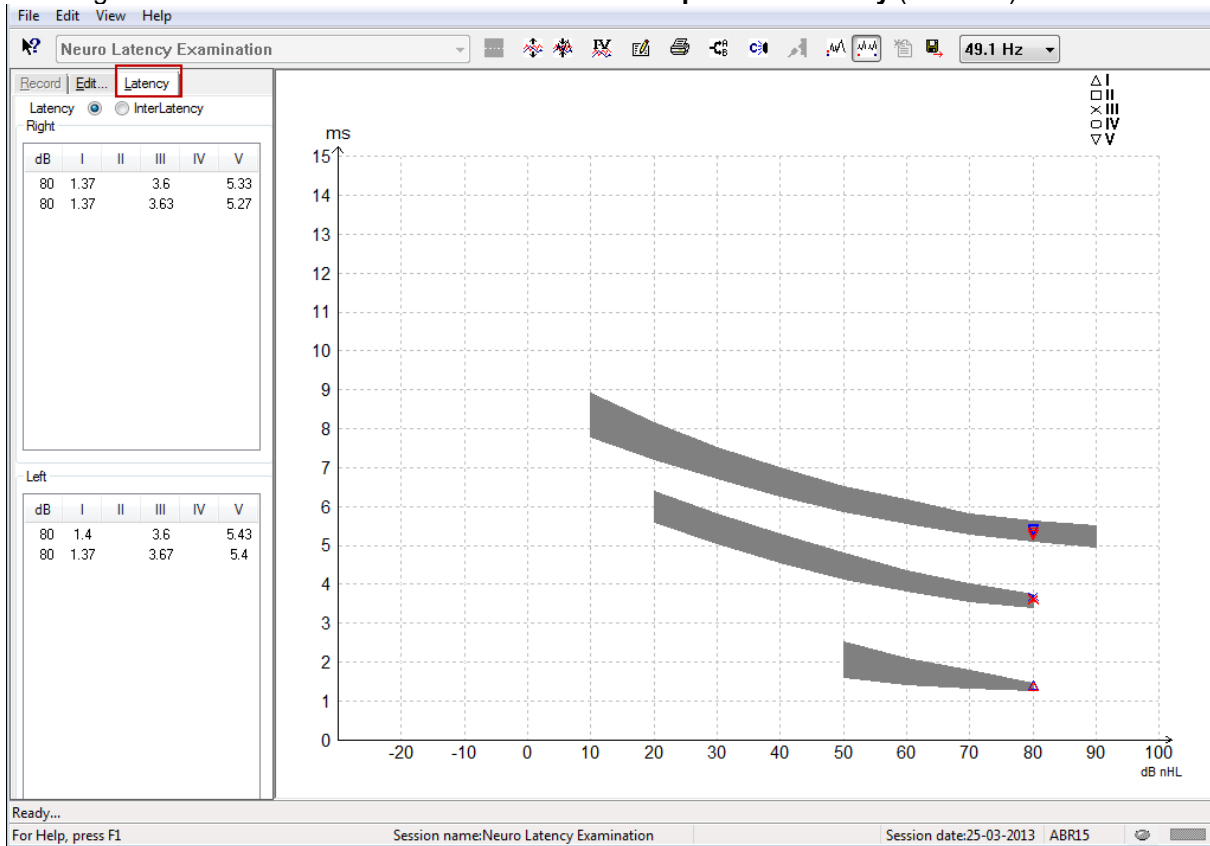 File Edit View Help
Neuro Latency Examination 49.1 Hz
Record Edit... Latency
Latency InterLatency
Right
dB I II III IV V
80 1.37 3.6 5.33
80 1.37 3.63 5.27
Left
dB I II III IV V
80 1.4 3.6 5.43
80 1.37 3.67 5.4
I
II
III
IV
V
ms
15
14
13
12
11
10
9
8
7
6
5
4
3
2
1
0
-20 -10 0 10 20 30 40 50 60 70 80 90 100
dB nHL
Ready...
For Help, press F1 Session name:Neuro Latency Examination Session date:25-03-2013 ABR15